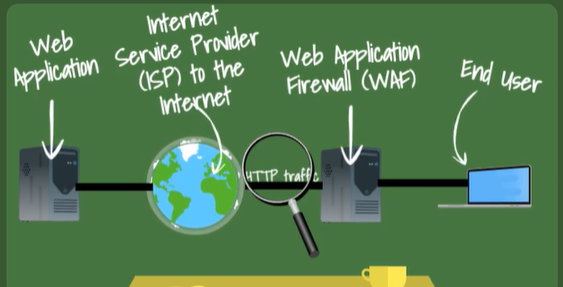 Web
Application
Internet
Service Provider
(ISP) to the
Internet
Web Application
Firewall (WAF)
End User
HTTP traffic